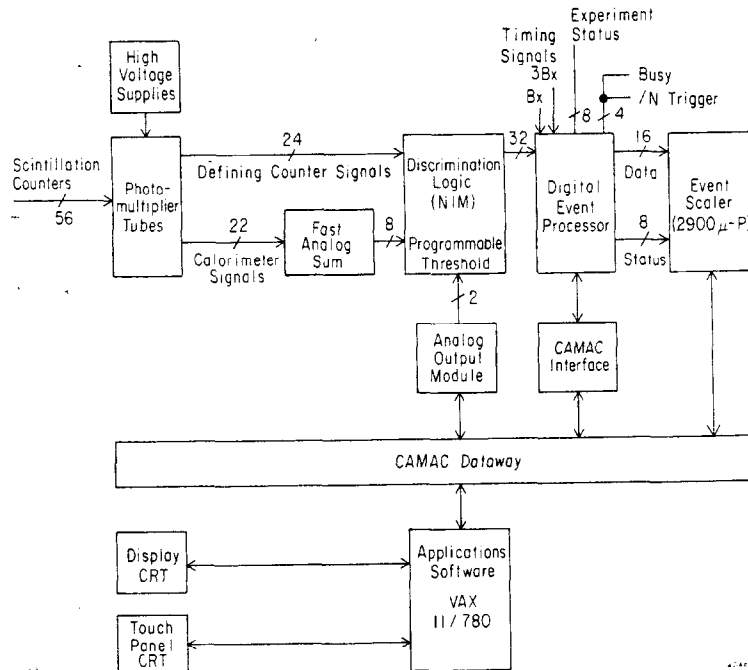 High
Voltage
Supplies
Timing
Signals
3Bx
Bx
Experiment
Status
8
4
Busy
/N Trigger
Scintillation
Counters
56
Photo-
multiplier
Tubes
24
Defining Counter Signals
22
Calorimeter
Signals
Fast
Analog
Sum
8
Discrimination
Logic
(NIM)
Programmable
Threshold
32
Digital
Event
Processor
16
Data
8
Status
Event
Scaler
(2900 μ-P)
2
Analog
Output
Module
CAMAC
Interface
CAMAC Dataway
Display
CRT
Touch
Panel
CRT
Applications
Software
VAX
11/780